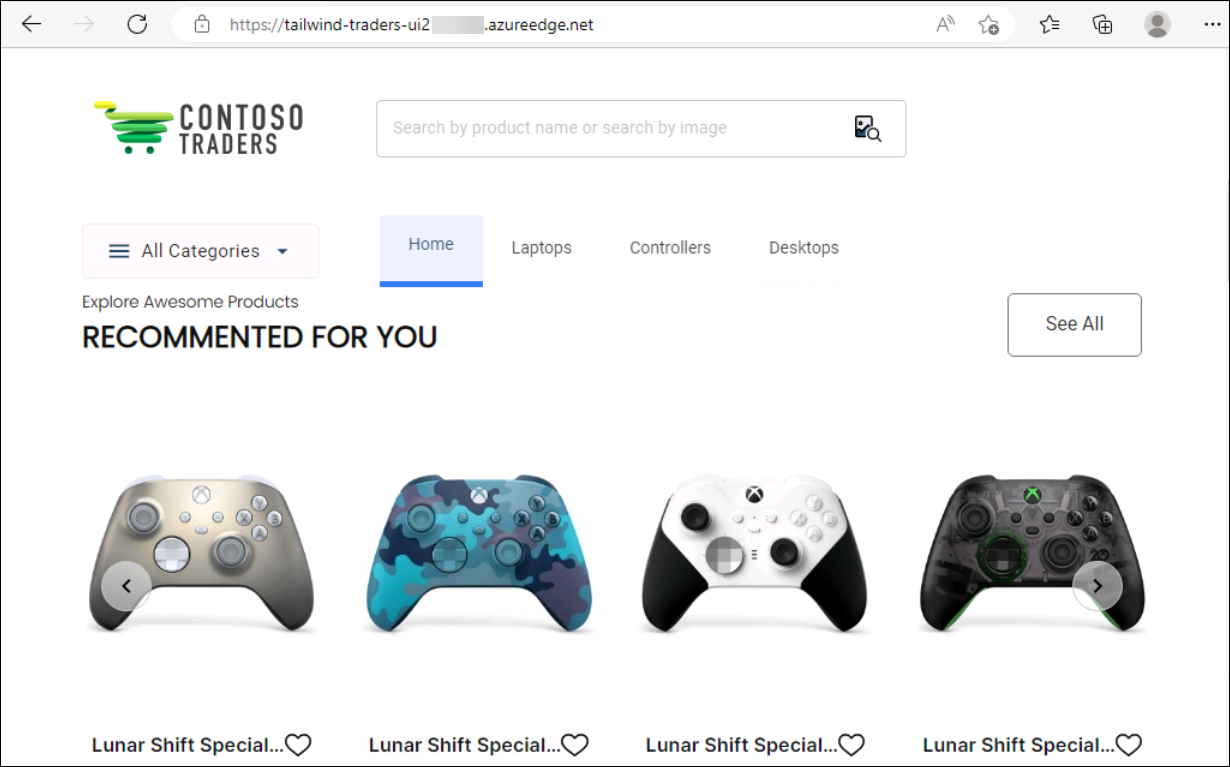 https://tailwind-traders-ui2 .azureedge.net
CONTOSO
TRADERS
Search by product name or search by image
All Categories
Home
Laptops
Controllers
Desktops
Explore Awesome Products
RECOMMENTED FOR YOU
See All
Lunar Shift Special...
Lunar Shift Special...
Lunar Shift Special...
Lunar Shift Special...